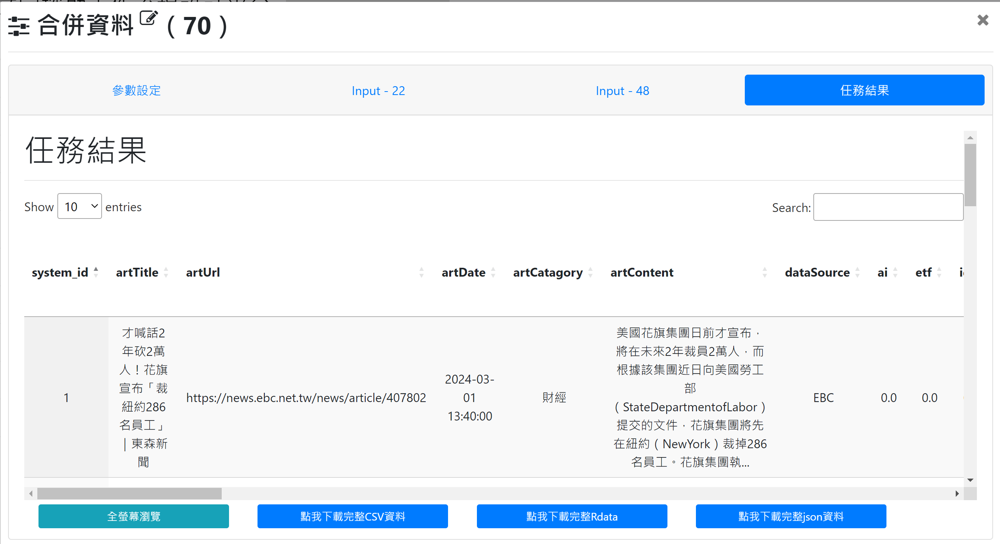 合併資料 ( 70 )
參數設定
Input - 22
Input - 48
任務結果
任務結果
Show 10 entries
Search:
system_id
artTitle
artUrl
artDate
artCatagory
artContent
dataSource
ai
etf
1
才喊話2
年砍2萬
人！花旗
宣布「裁
紐約286
名員工」
｜東森新
聞
https://news.ebc.net.tw/news/article/407802
2024-03-
01
13:40:00
財經
美國花旗集團日前才宣布，
將在未來2年裁員2萬人，而
根據該集團近日向美國勞工
部
（StateDepartmentofLabor）
提交的文件，花旗集團將先
在紐約（NewYork）裁掉286
名員工。花旗集團執...
EBC
0.0
0.0
全螢幕瀏覽
點我下載完整CSV資料
點我下載完整Rdata
點我下載完整json資料